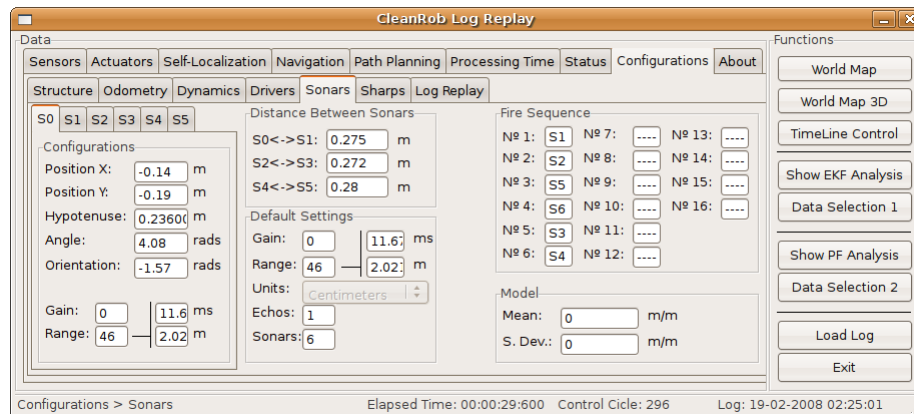 CleanRob Log Replay
Data
Functions
Sensors Actuators Self-Localization Navigation Path Planning Processing Time Status Configurations About
Structure Odometry Dynamics Drivers Sonars Sharps Log Replay
S0 S1 S2 S3 S4 S5
Configurations
Position X: -0.14 m
Position Y: -0.19 m
Hypotenuse: 0.2360 m
Angle: 4.08 rads
Orientation: -1.57 rads
Gain: 0 11.6 ms
Range: 46 2.02 m
Distance Between Sonars
S0<->S1: 0.275 m
S2<->S3: 0.272 m
S4<->S5: 0.28 m
Default Settings
Gain: 0 11.67 ms
Range: 46 2.02 m
Units: Centimeters
Echos: 1
Sonars: 6
Fire Sequence
Nº 1: S1 Nº 7: ---- Nº 13: ----
Nº 2: S2 Nº 8: ---- Nº 14: ----
Nº 3: S5 Nº 9: ---- Nº 15: ----
Nº 4: S6 Nº 10: ---- Nº 16: ----
Nº 5: S3 Nº 11: ----
Nº 6: S4 Nº 12: ----
Model
Mean: 0 m/m
S. Dev.: 0 m/m
World Map
World Map 3D
TimeLine Control
Show EKF Analysis
Data Selection 1
Show PF Analysis
Data Selection 2
Load Log
Exit
Configurations > Sonars Elapsed Time: 00:00:29:600 Control Cicle: 296 Log: 19-02-2008 02:25:01